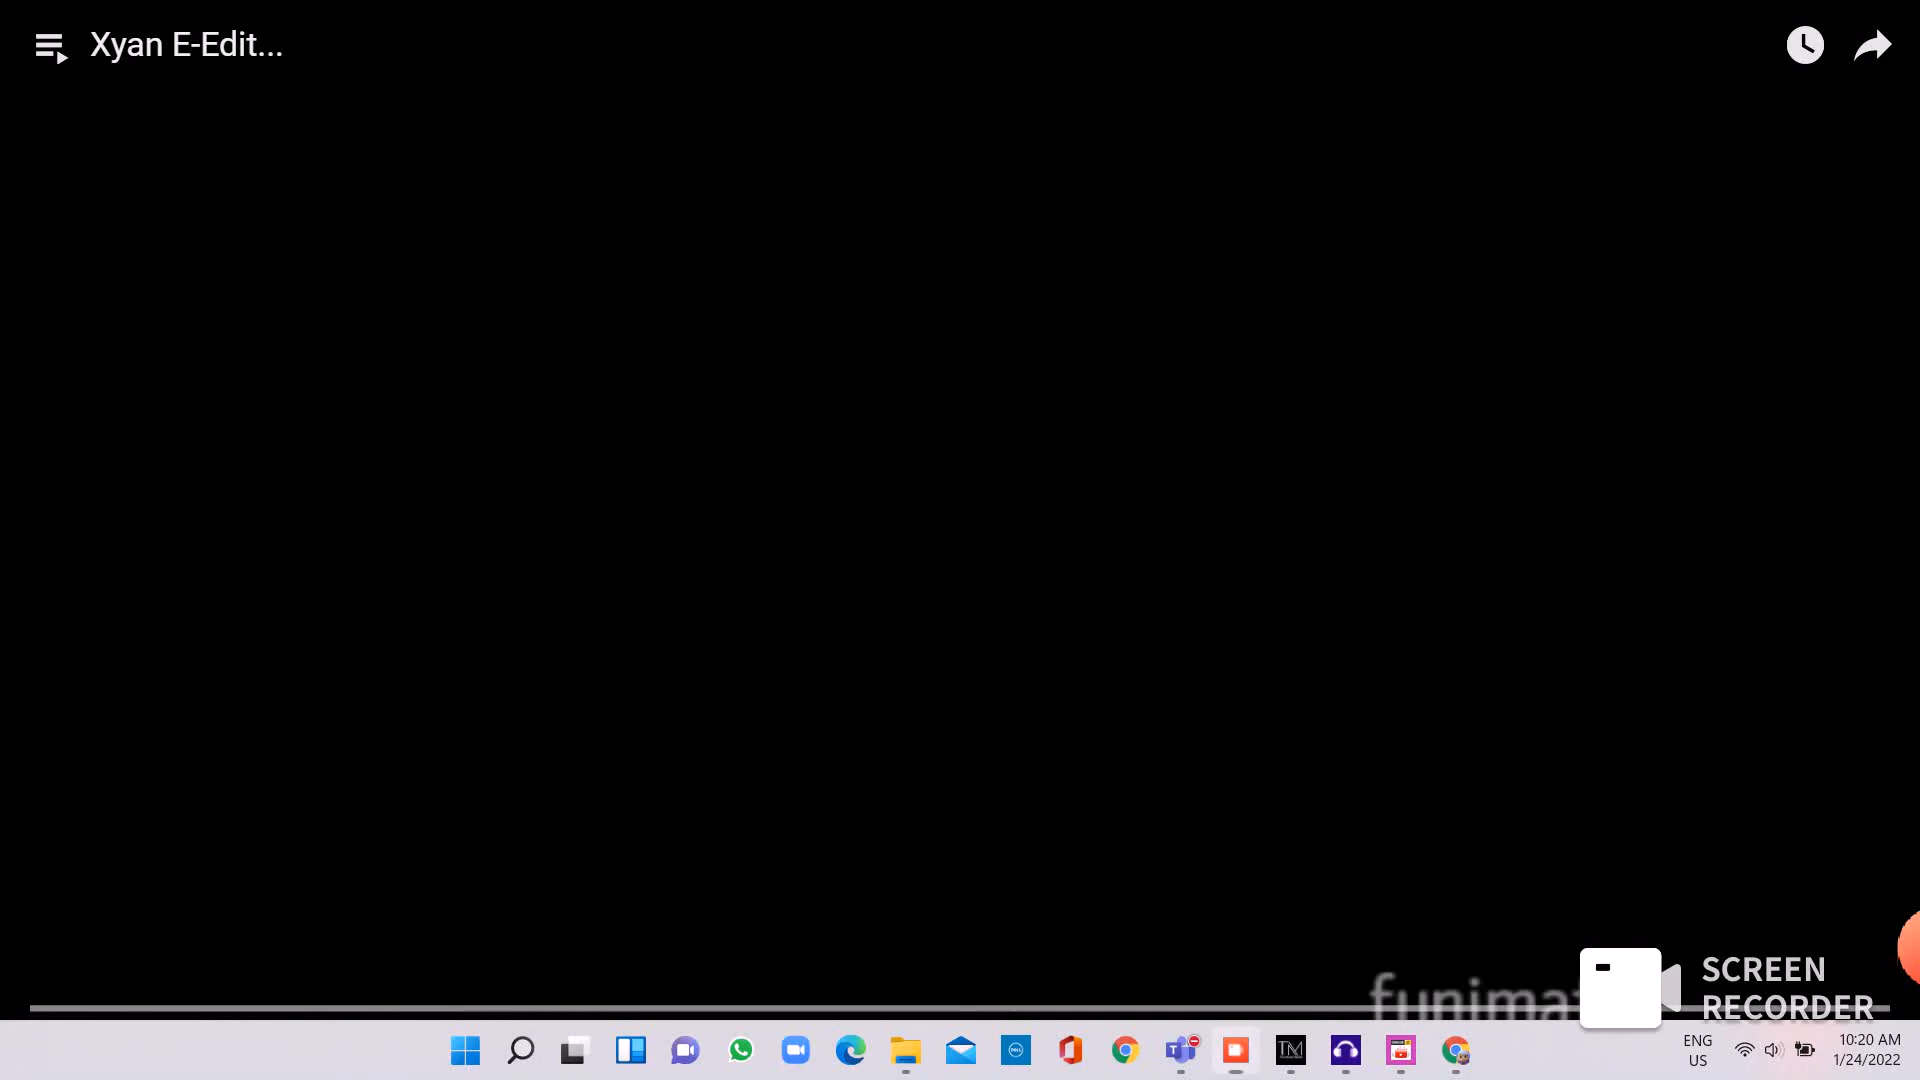 Xyan E-Edit...
SCREEN
RECORDER
ENG
US
10:20 AM
1/24/2022